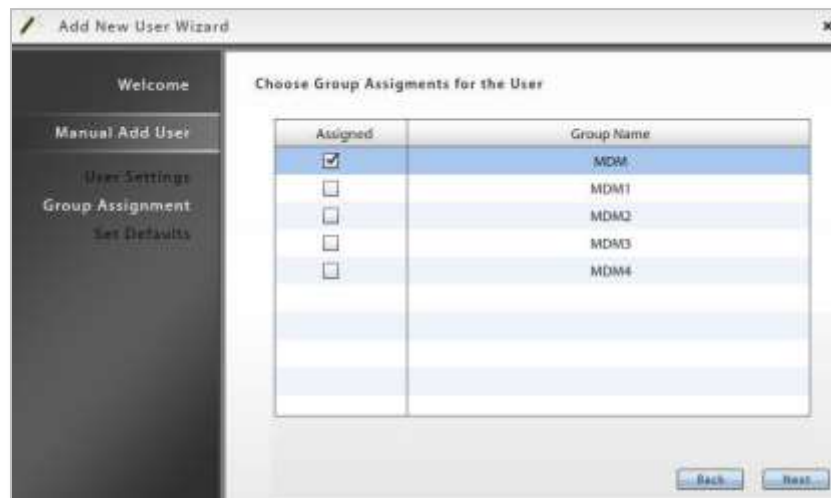 Add New User Wizard
Welcome
Manual Add User
User Settings
Group Assignment
Set Defaults
Choose Group Assigments for the User
Assigned Group Name
MDM
MDM1
MDM2
MDM3
MDM4
Back Next